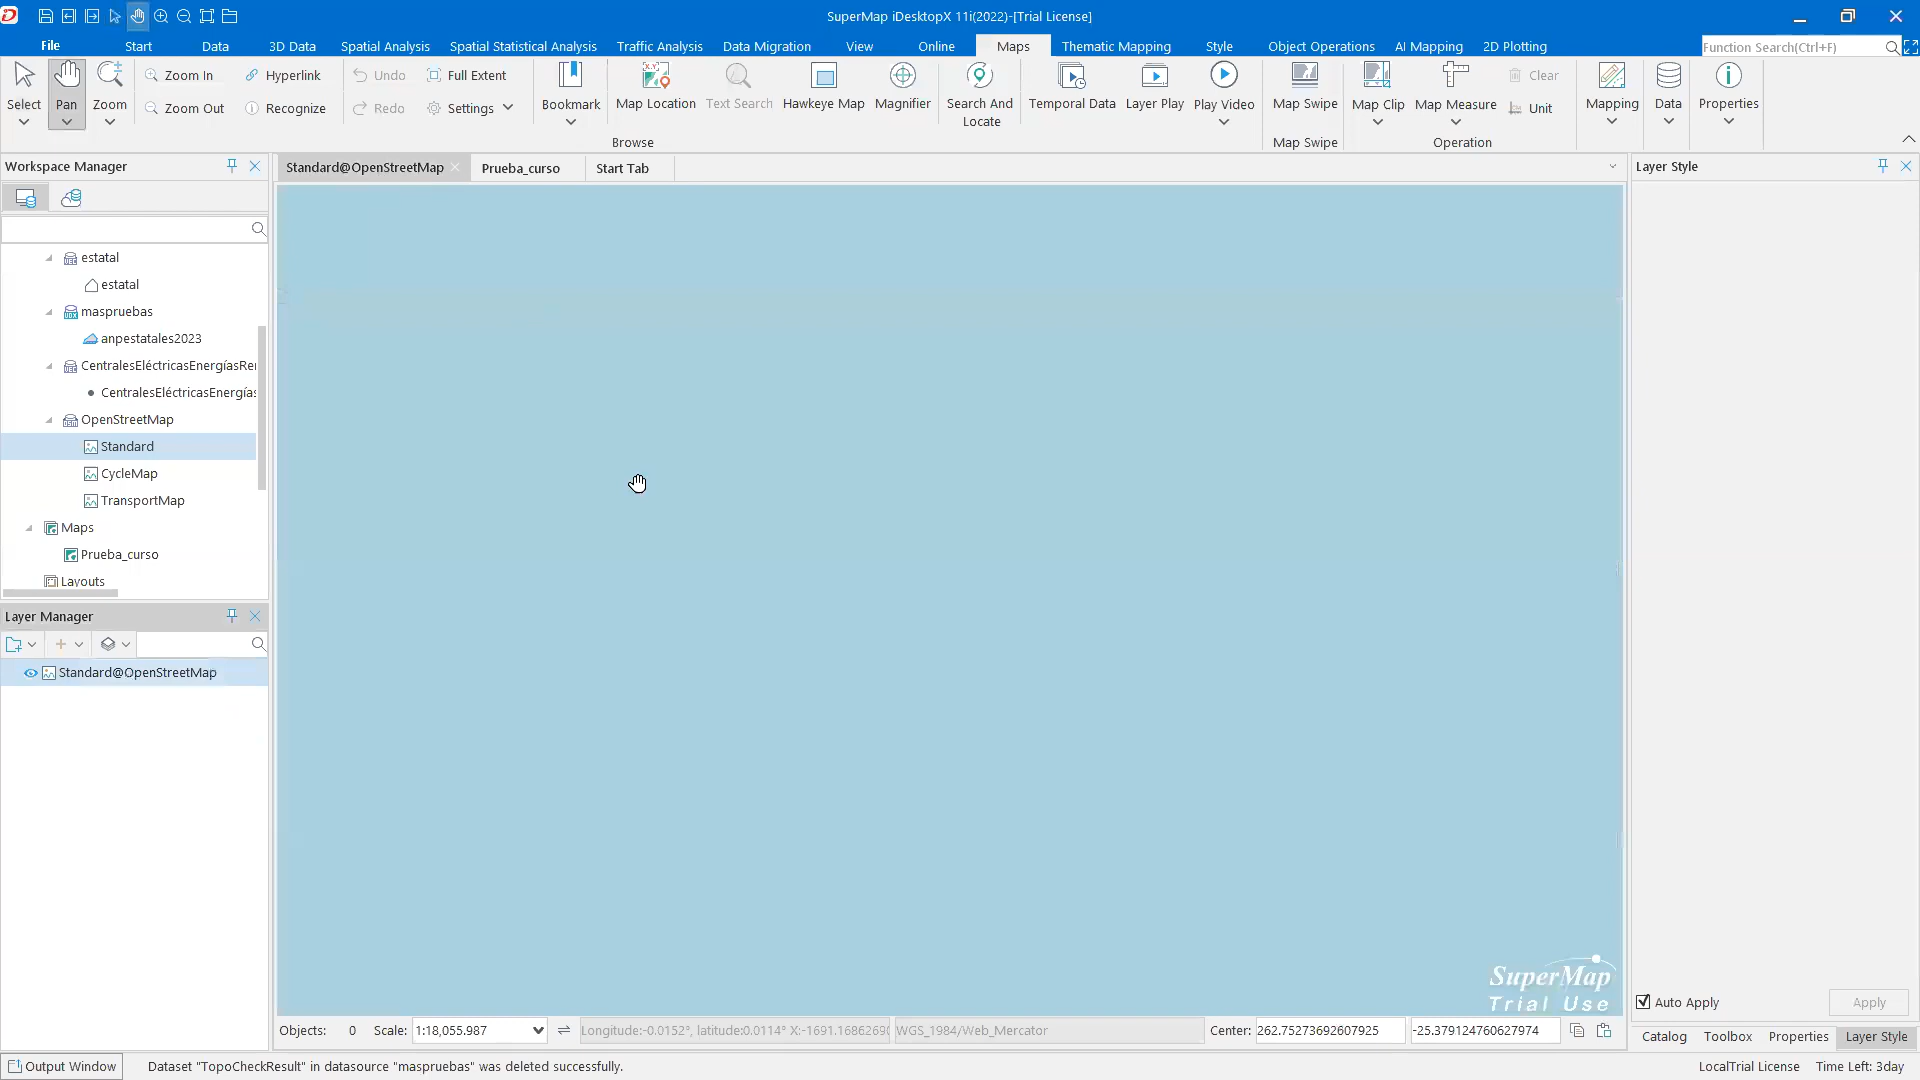 SuperMap iDesktopX 11i(2022)-[Trial License]
File Start Data 3D Data Spatial Analysis Spatial Statistical Analysis Traffic Analysis Data Migration View Online Maps Thematic Mapping Style Object Operations AI Mapping 2D Plotting Function Search(Ctrl+F)
Select Pan Zoom
Zoom In Hyperlink
Zoom Out Recognize
Undo Full Extent
Redo Settings
Bookmark Map Location Text Search Hawkeye Map Magnifier Search And Locate Temporal Data Layer Play Play Video Map Swipe Map Clip Map Measure
Clear
Unit
Mapping Data Properties
Browse Map Swipe Operation
Workspace Manager
Standard@OpenStreetMap Prueba_curso Start Tab
Layer Style
estatal
estatal
maspruebas
anpestatales2023
CentralesEléctricasEnergíasRe
CentralesEléctricasEnergías
OpenStreetMap
Standard
CycleMap
TransportMap
Maps
Prueba_curso
Layouts
Layer Manager
Standard@OpenStreetMap
SuperMap
Trial Use
Auto Apply Apply
Objects: 0 Scale: 1:18,055.987 Longitude:-0.0152°, latitude:0.0114° X:-1691.1686269 WGS_1984/Web_Mercator Center: 262.75273692607925 -25.379124760627974
Catalog Toolbox Properties Layer Style
Output Window Dataset "TopoCheckResult" in datasource "maspruebas" was deleted successfully. LocalTrial License Time Left: 3day